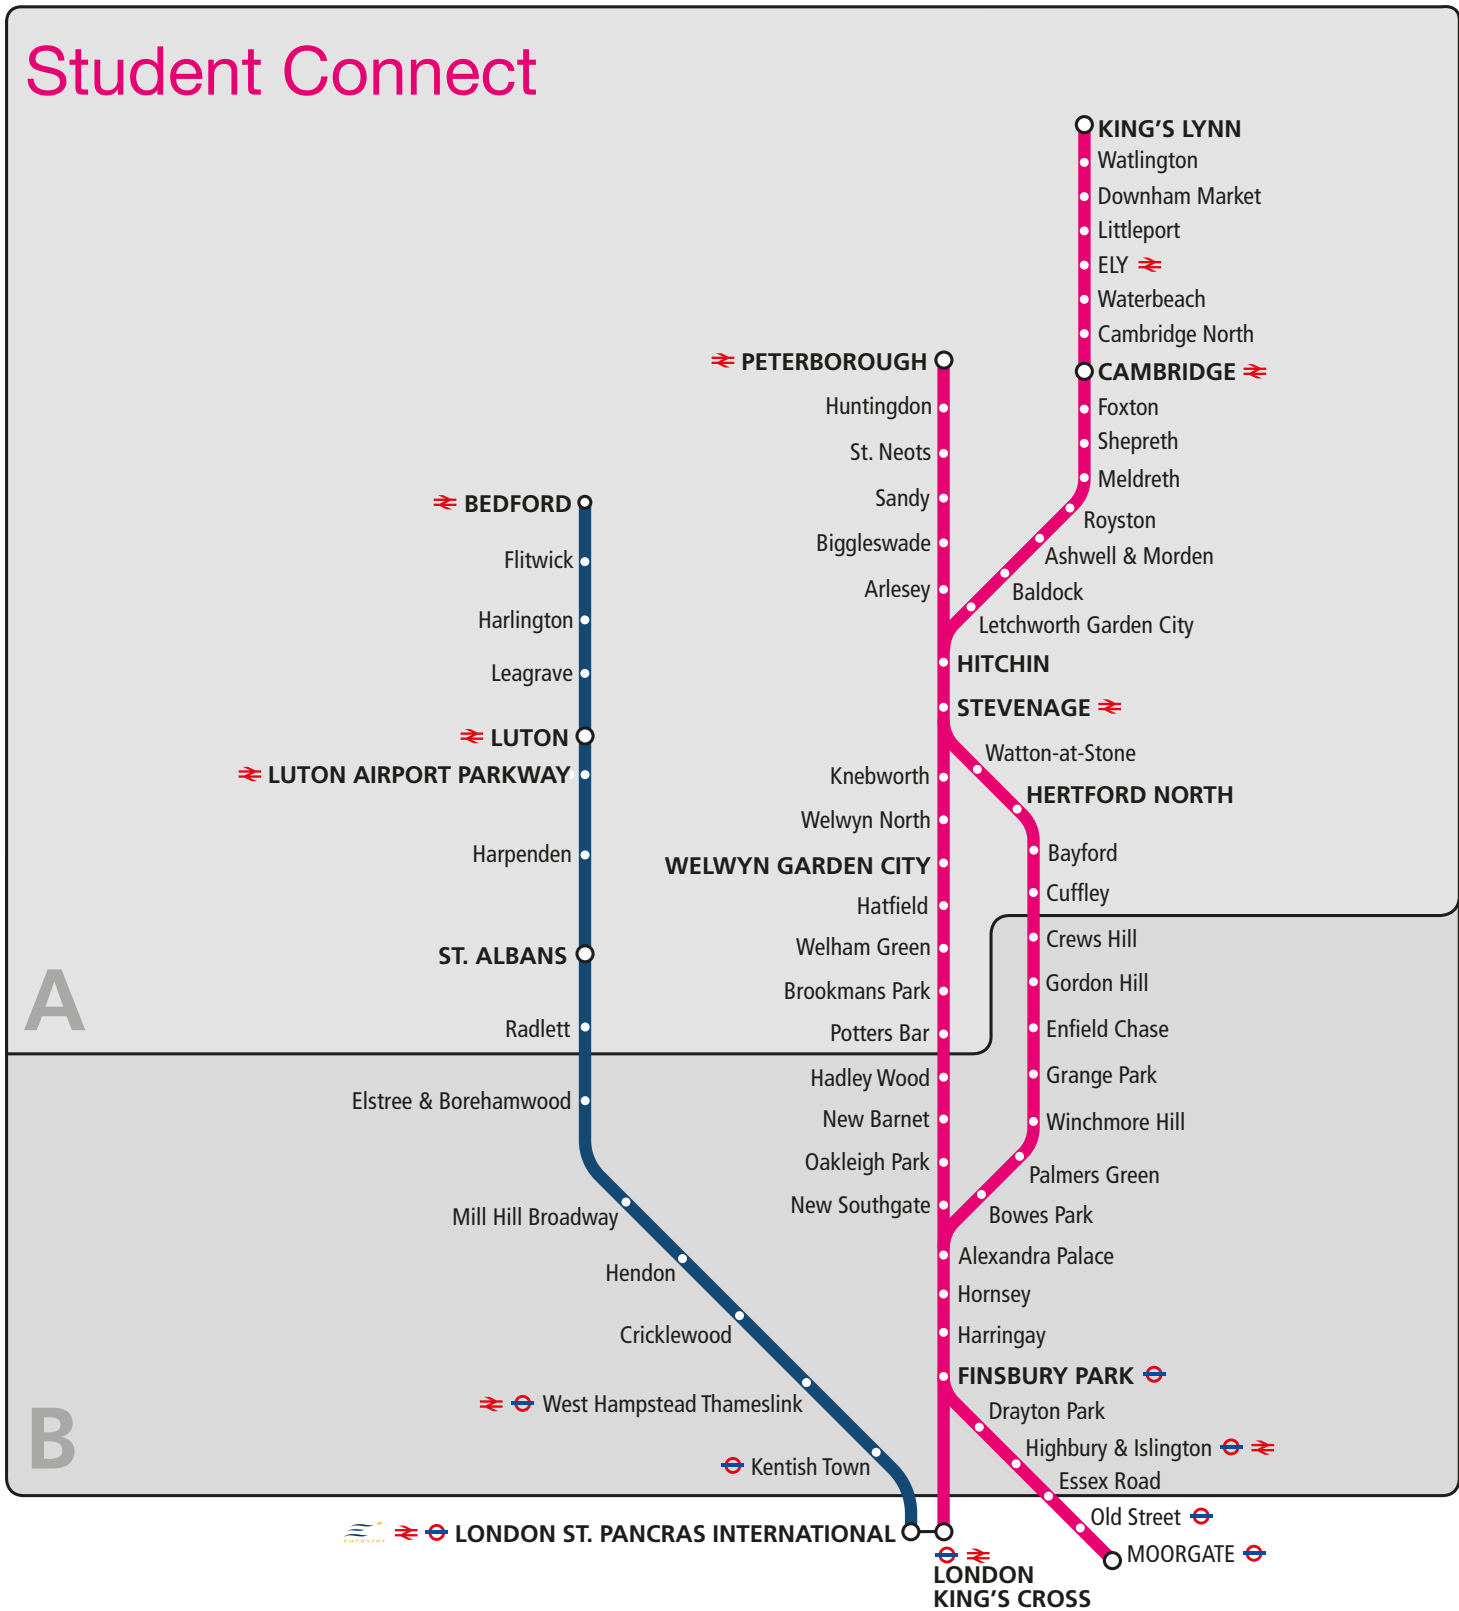 Student Connect
KING'S LYNN
Watlington
Downham Market
Littleport
ELY
Waterbeach
Cambridge North
CAMBRIDGE
Foxton
Shepreth
Meldreth
Royston
Ashwell & Morden
Baldock
Letchworth Garden City
PETERBOROUGH
Huntingdon
St. Neots
Sandy
Biggleswade
Arlesey
HITCHIN
STEVENAGE
Watton-at-Stone
HERTFORD NORTH
Bayford
Cuffley
Crews Hill
Gordon Hill
Enfield Chase
Grange Park
Winchmore Hill
Palmers Green
Bowes Park
Knebworth
Welwyn North
WELWYN GARDEN CITY
Hatfield
Welham Green
Brookmans Park
Potters Bar
Hadley Wood
New Barnet
Oakleigh Park
New Southgate
Alexandra Palace
Hornsey
Harringay
FINSBURY PARK
Drayton Park
Highbury & Islington
Essex Road
Old Street
MOORGATE
BEDFORD
Flitwick
Harlington
Leagrave
LUTON
LUTON AIRPORT PARKWAY
Harpenden
ST. ALBANS
Radlett
Elstree & Borehamwood
Mill Hill Broadway
Hendon
Cricklewood
West Hampstead Thameslink
Kentish Town
A
B
eurostar
LONDON ST. PANCRAS INTERNATIONAL
LONDON
KING'S CROSS